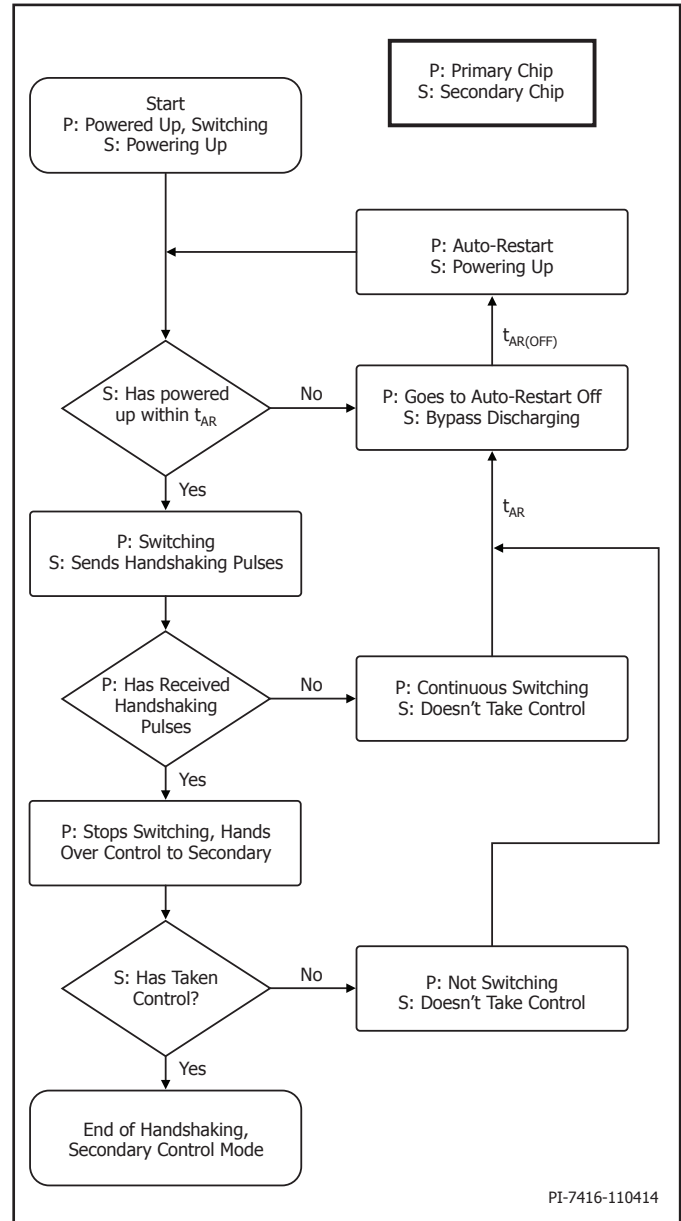 P: Primary Chip
S: Secondary Chip
Start
P: Powered Up, Switching
S: Powering Up
P: Auto-Restart
S: Powering Up
tAR(OFF)
S: Has powered
up within tAR
No
P: Goes to Auto-Restart Off
S: Bypass Discharging
Yes
tAR
P: Switching
S: Sends Handshaking Pulses
P: Has Received
Handshaking
Pulses
No
P: Continuous Switching
S: Doesn't Take Control
Yes
P: Stops Switching, Hands
Over Control to Secondary
S: Has Taken
Control?
No
P: Not Switching
S: Doesn't Take Control
Yes
End of Handshaking,
Secondary Control Mode
PI-7416-110414